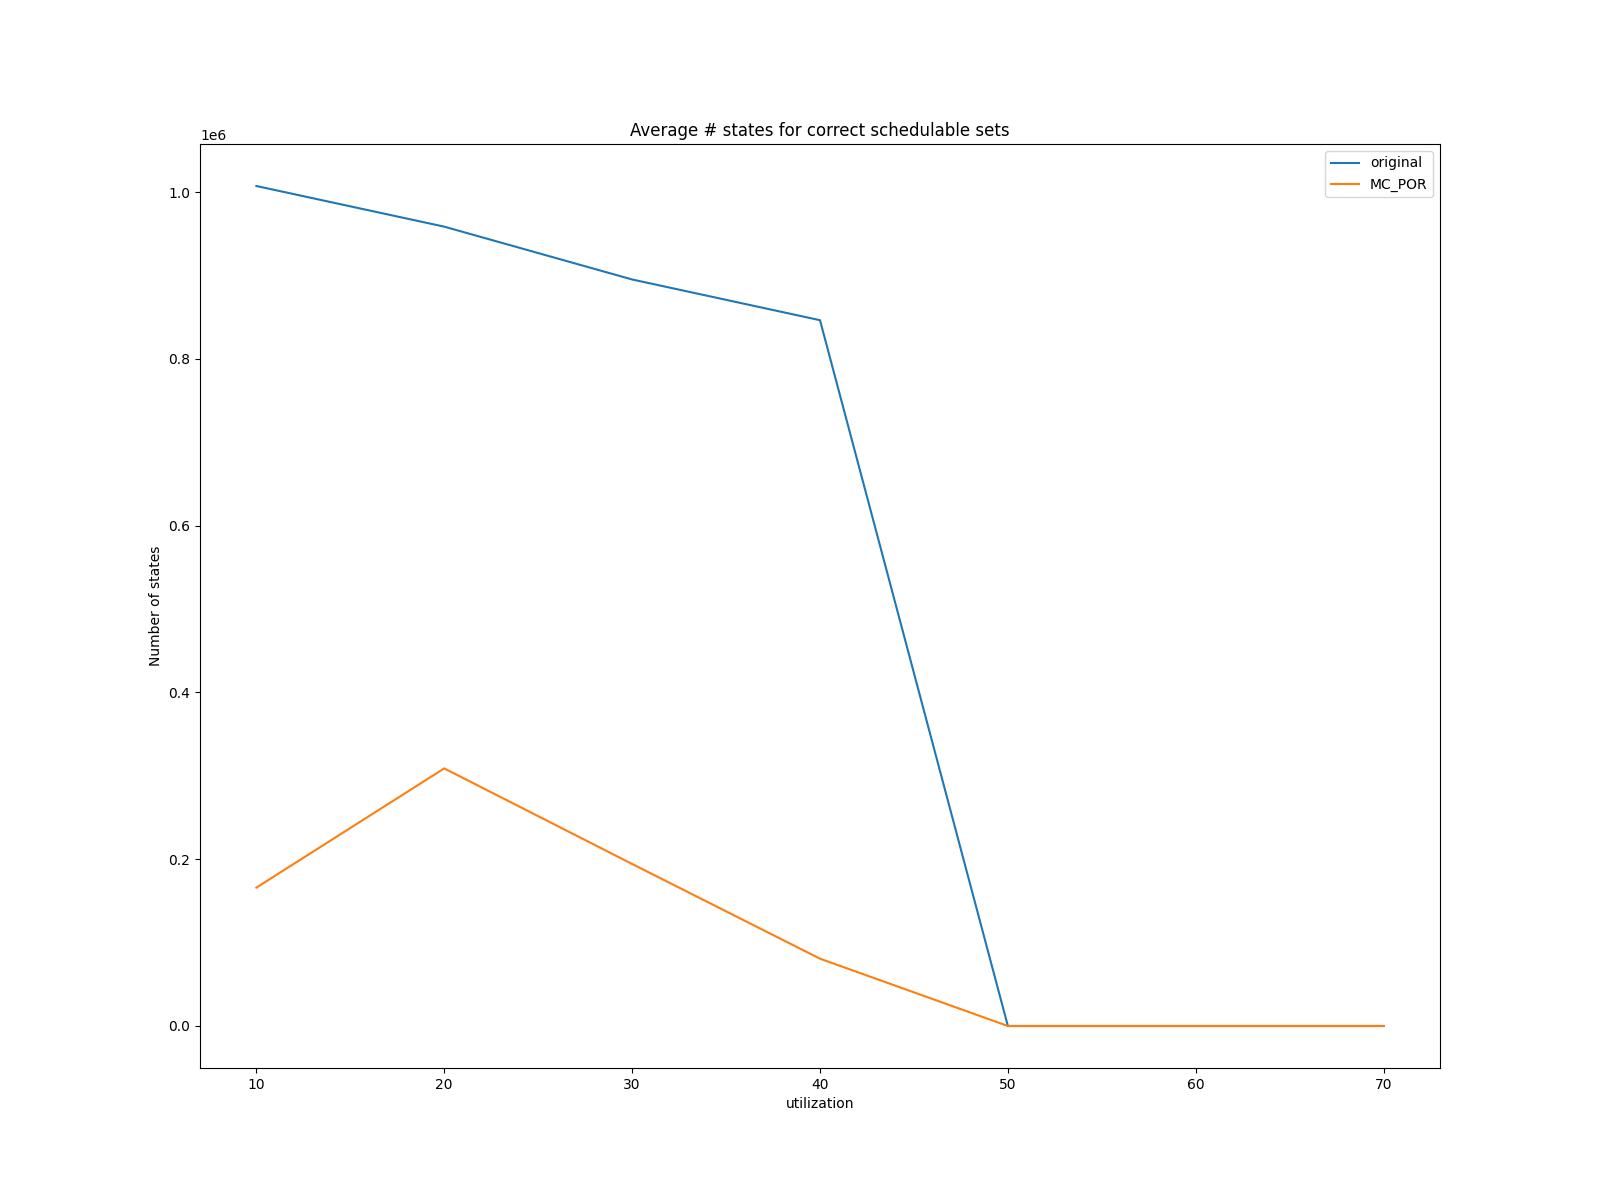 Average # states for correct schedulable sets
1e6
original
MC_POR
1.0
0.8
0.6
0.4
0.2
0.0
Number of states
10 20 30 40 50 60 70
utilization